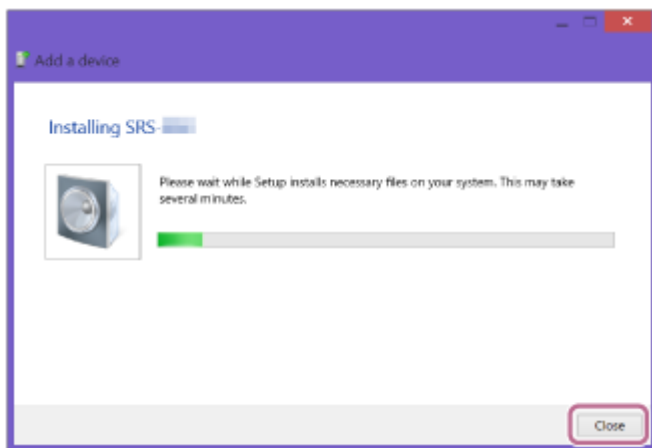 Add a device
Installing SRS-
Please wait while Setup installs necessary files on your system. This may take
several minutes.
Close